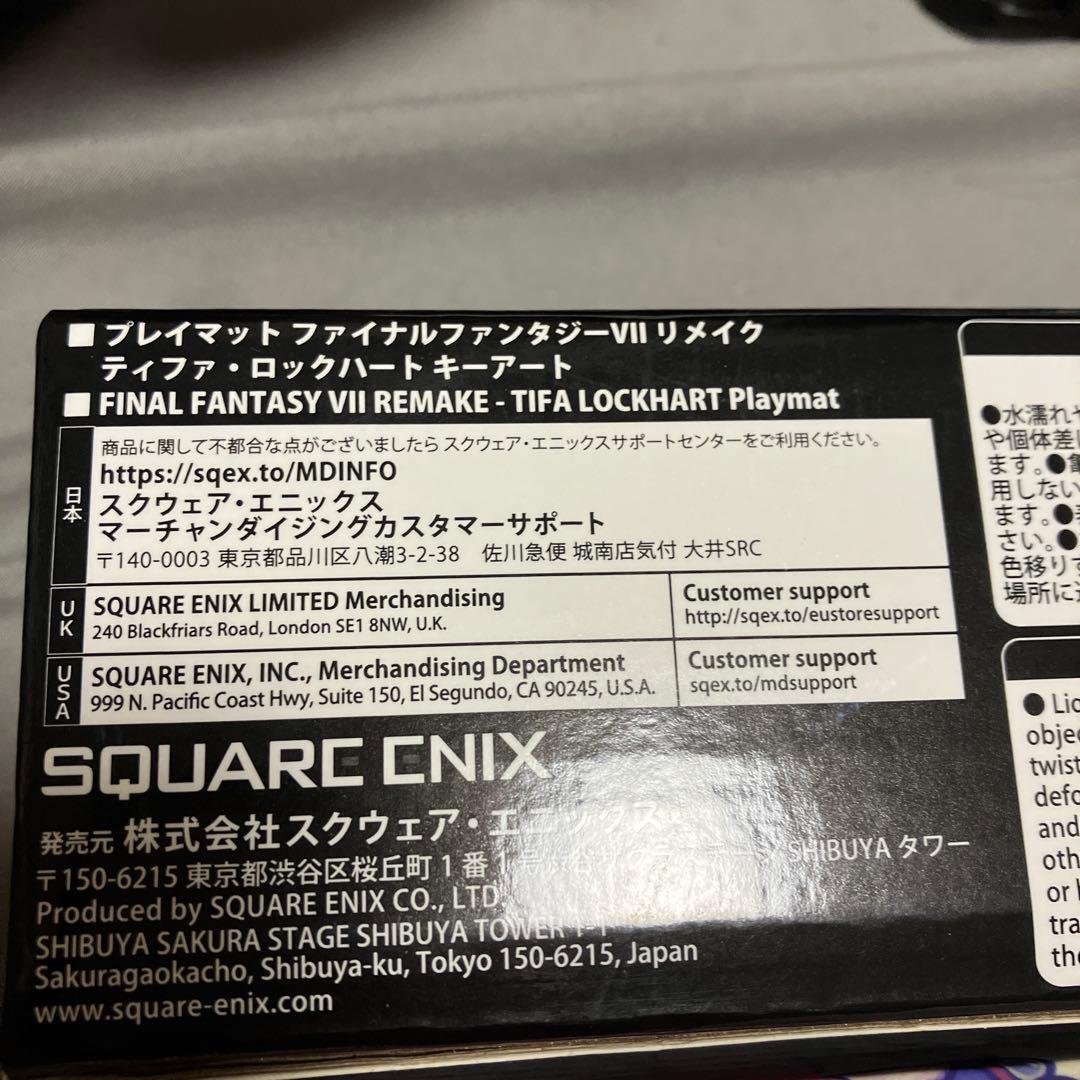 ■ プレイマット ファイナルファンタジーVII リメイク
ティファ・ロックハート キーアート
■ FINAL FANTASY VII REMAKE - TIFA LOCKHART Playmat
日本
商品に関して不都合な点がございましたら スクウェア・エニックスサポートセンターをご利用ください。
https://sqex.to/MDINFO
スクウェア・エニックス
マーチャンダイジングカスタマーサポート
〒140-0003 東京都品川区八潮3-2-38 佐川急便 城南店気付 大井SRC
UK
SQUARE ENIX LIMITED Merchandising
240 Blackfriars Road, London SE1 8NW, U.K.
Customer support
http://sqex.to/eustoresupport
USA
SQUARE ENIX, INC., Merchandising Department
999 N. Pacific Coast Hwy, Suite 150, El Segundo, CA 90245, U.S.A.
Customer support
sqex.to/mdsupport
SQUARE ENIX
発売元 株式会社スクウェア・エニックス
〒150-6215 東京都渋谷区桜丘町 1 番 1 SHIBUYA タワー
Produced by SQUARE ENIX CO., LTD
SHIBUYA SAKURA STAGE SHIBUYA TOWER 1-1
Sakuragaokacho, Shibuya-ku, Tokyo 150-6215, Japan
www.square-enix.com
●水濡れや
や個体差
ます。●
用しない
ます。●
さい。●
色移りす
場所に
● Lic
objec
twist
defo
and
oth
or
tra
the